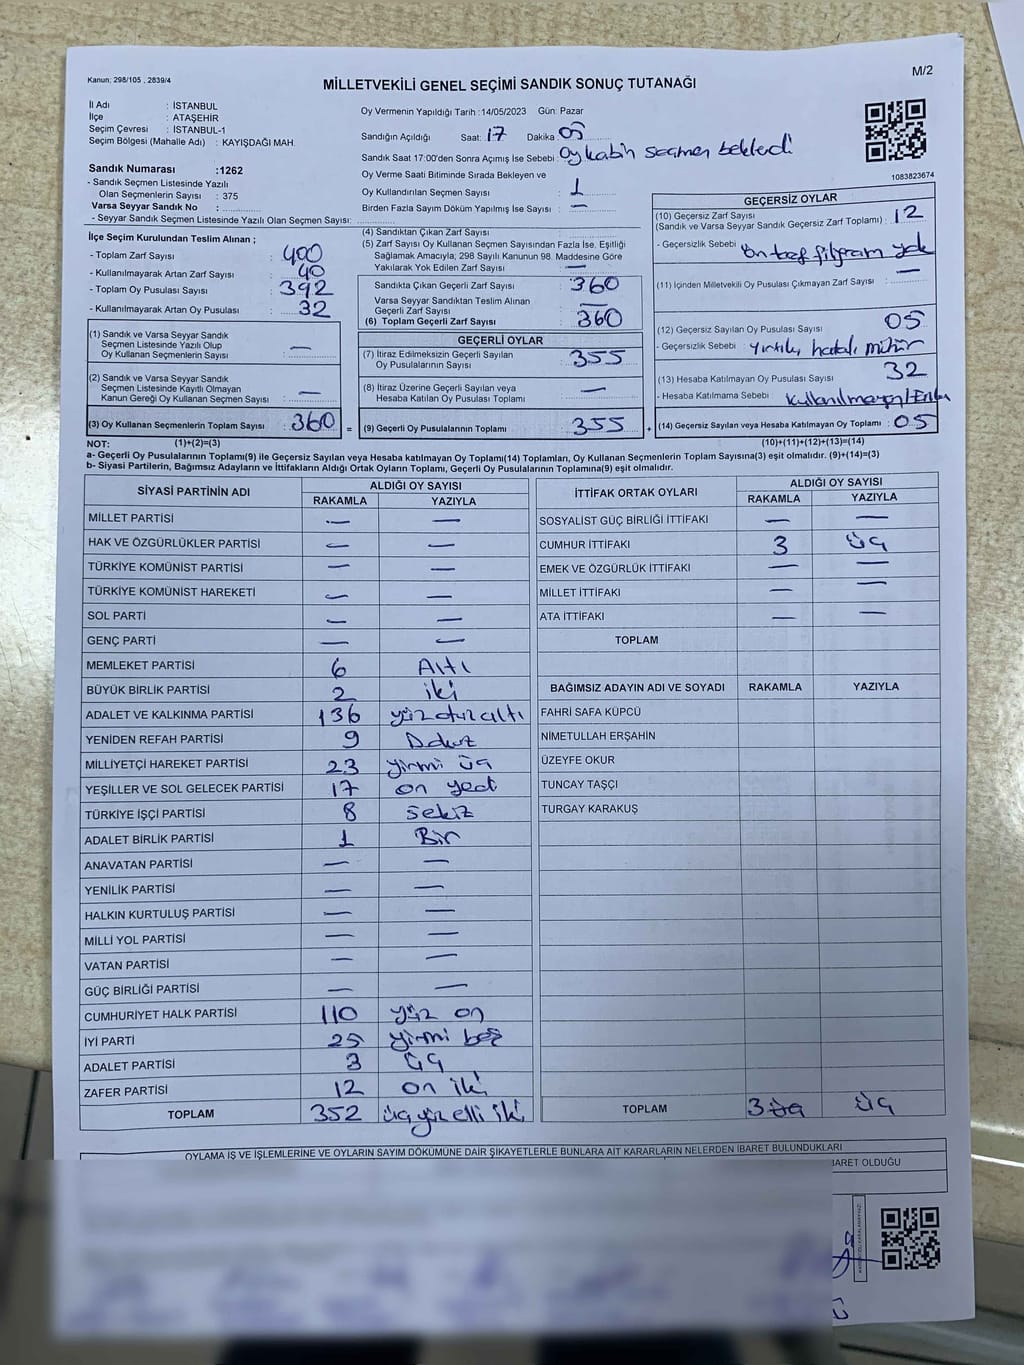 Kanun; 298/105 , 2839/4
M/2
MİLLETVEKİLİ GENEL SEÇİMİ SANDIK SONUÇ TUTANAĞI
İl Adı : İSTANBUL
İlçe : ATAŞEHİR
Seçim Çevresi : İSTANBUL-1
Seçim Bölgesi (Mahalle Adı) : KAYIŞDAĞI MAH.
Sandık Numarası :1262
- Sandık Seçmen Listesinde Yazılı
Olan Seçmenlerin Sayısı : 375
Varsa Seyyar Sandık No :
- Seyyar Sandık Seçmen Listesinde Yazılı Olan Seçmen Sayısı:
Oy Vermenin Yapıldığı Tarih :14/05/2023 Gün: Pazar
Sandığın Açıldığı Saat: 17 Dakika 05
Sandık Saat 17:00'den Sonra Açımış İse Sebebi : Oy kabin seçmen beklendi
Oy Verme Saati Bitiminde Sırada Bekleyen ve
Oy Kullandırılan Seçmen Sayısı : 1
Birden Fazla Sayım Döküm Yapılmış İse Sayısı : —
1083823674
İlçe Seçim Kurulundan Teslim Alınan ;
- Toplam Zarf Sayısı : 400
- Kullanılmayarak Artan Zarf Sayısı : 40
- Toplam Oy Pusulası Sayısı : 392
- Kullanılmayarak Artan Oy Pusulası : 32
(1) Sandık ve Varsa Seyyar Sandık
Seçmen Listesinde Yazılı Olup
Oy Kullanan Seçmenlerin Sayısı : —
(2) Sandık ve Varsa Seyyar Sandık
Seçmen Listesinde Kayıtlı Olmayan
Kanun Gereği Oy Kullanan Seçmen Sayısı : —
(3) Oy Kullanan Seçmenlerin Toplam Sayısı : 360 =
(4) Sandıktan Çıkan Zarf Sayısı :
(5) Zarf Sayısı Oy Kullanan Seçmen Sayısından Fazla İse, Eşitliği
Sağlamak Amacıyla; 298 Sayılı Kanunun 98. Maddesine Göre
Yakılarak Yok Edilen Zarf Sayısı : —
Sandıkta Çıkan Geçerli Zarf Sayısı : 360
Varsa Seyyar Sandıktan Teslim Alınan
Geçerli Zarf Sayısı : —
(6) Toplam Geçerli Zarf Sayısı : 360
GEÇERLİ OYLAR
(7) İtiraz Edilmeksizin Geçerli Sayılan
Oy Pusulalarının Sayısı : 355
(8) İtiraz Üzerine Geçerli Sayılan veya
Hesaba Katılan Oy Pusulası Toplamı : —
(9) Geçerli Oy Pusulalarının Toplamı : 355 +
GEÇERSİZ OYLAR
(10) Geçersiz Zarf Sayısı
(Sandık ve Varsa Seyyar Sandık Geçersiz Zarf Toplamı) : 12
- Geçersizlik Sebebi : yok
(11) İçinden Milletvekili Oy Pusulası Çıkmayan Zarf Sayısı : —
(12) Geçersiz Sayılan Oy Pusulası Sayısı : 05
- Geçersizlik Sebebi : yırtık, hatalı mühür
(13) Hesaba Katılmayan Oy Pusulası Sayısı : 32
- Hesaba Katılmama Sebebi : kullanılmayan
(14) Geçersiz Sayılan veya Hesaba Katılmayan Oy Toplamı : 05
NOT: (1)+(2)=(3) (10)+(11)+(12)+(13)=(14)
a- Geçerli Oy Pusulalarının Toplamı(9) ile Geçersiz Sayılan veya Hesaba katılmayan Oy Toplamı(14) Toplamları, Oy Kullanan Seçmenlerin Toplam Sayısına(3) eşit olmalıdır. (9)+(14)=(3)
b- Siyasi Partilerin, Bağımsız Adayların ve İttifakların Aldığı Ortak Oyların Toplamı, Geçerli Oy Pusulalarının Toplamına(9) eşit olmalıdır.
SİYASİ PARTİNİN ADI ALDIĞI OY SAYISI
RAKAMLA YAZIYLA
MİLLET PARTİSİ — —
HAK VE ÖZGÜRLÜKLER PARTİSİ — —
TÜRKİYE KOMÜNİST PARTİSİ — —
TÜRKİYE KOMÜNİST HAREKETİ — —
SOL PARTİ — —
GENÇ PARTİ — —
MEMLEKET PARTİSİ 6 Altı
BÜYÜK BİRLİK PARTİSİ 2 iki
ADALET VE KALKINMA PARTİSİ 136 yüz otuz altı
YENİDEN REFAH PARTİSİ 9 Dokuz
MİLLİYETÇİ HAREKET PARTİSİ 23 yirmi üç
YEŞİLLER VE SOL GELECEK PARTİSİ 17 on yedi
TÜRKİYE İŞÇİ PARTİSİ 8 sekiz
ADALET BİRLİK PARTİSİ 1 Bir
ANAVATAN PARTİSİ — —
YENİLİK PARTİSİ — —
HALKIN KURTULUŞ PARTİSİ — —
MİLLİ YOL PARTİSİ — —
VATAN PARTİSİ — —
GÜÇ BİRLİĞİ PARTİSİ — —
CUMHURİYET HALK PARTİSİ 110 yüz on
İYİ PARTİ 25 yirmi beş
ADALET PARTİSİ 3 üç
ZAFER PARTİSİ 12 on iki
TOPLAM 352 üç yüz elli iki
İTTİFAK ORTAK OYLARI ALDIĞI OY SAYISI
RAKAMLA YAZIYLA
SOSYALİST GÜÇ BİRLİĞİ İTTİFAKI — —
CUMHUR İTTİFAKI 3 üç
EMEK VE ÖZGÜRLÜK İTTİFAKI — —
MİLLET İTTİFAKI — —
ATA İTTİFAKI — —
TOPLAM
BAĞIMSIZ ADAYIN ADI VE SOYADI RAKAMLA YAZIYLA
FAHRİ SAFA KÜPCÜ
NİMETULLAH ERŞAHİN
ÜZEYFE OKUR
TUNCAY TAŞÇI
TURGAY KARAKUŞ
TOPLAM 3 üç üç
OYLAMA İŞ VE İŞLEMLERİNE VE OYLARIN SAYIM DÖKÜMÜNE DAİR ŞİKAYETLERLE BUNLARA AİT KARARLARIN NELERDEN İBARET BULUNDUKLARI
BARET OLDUĞU